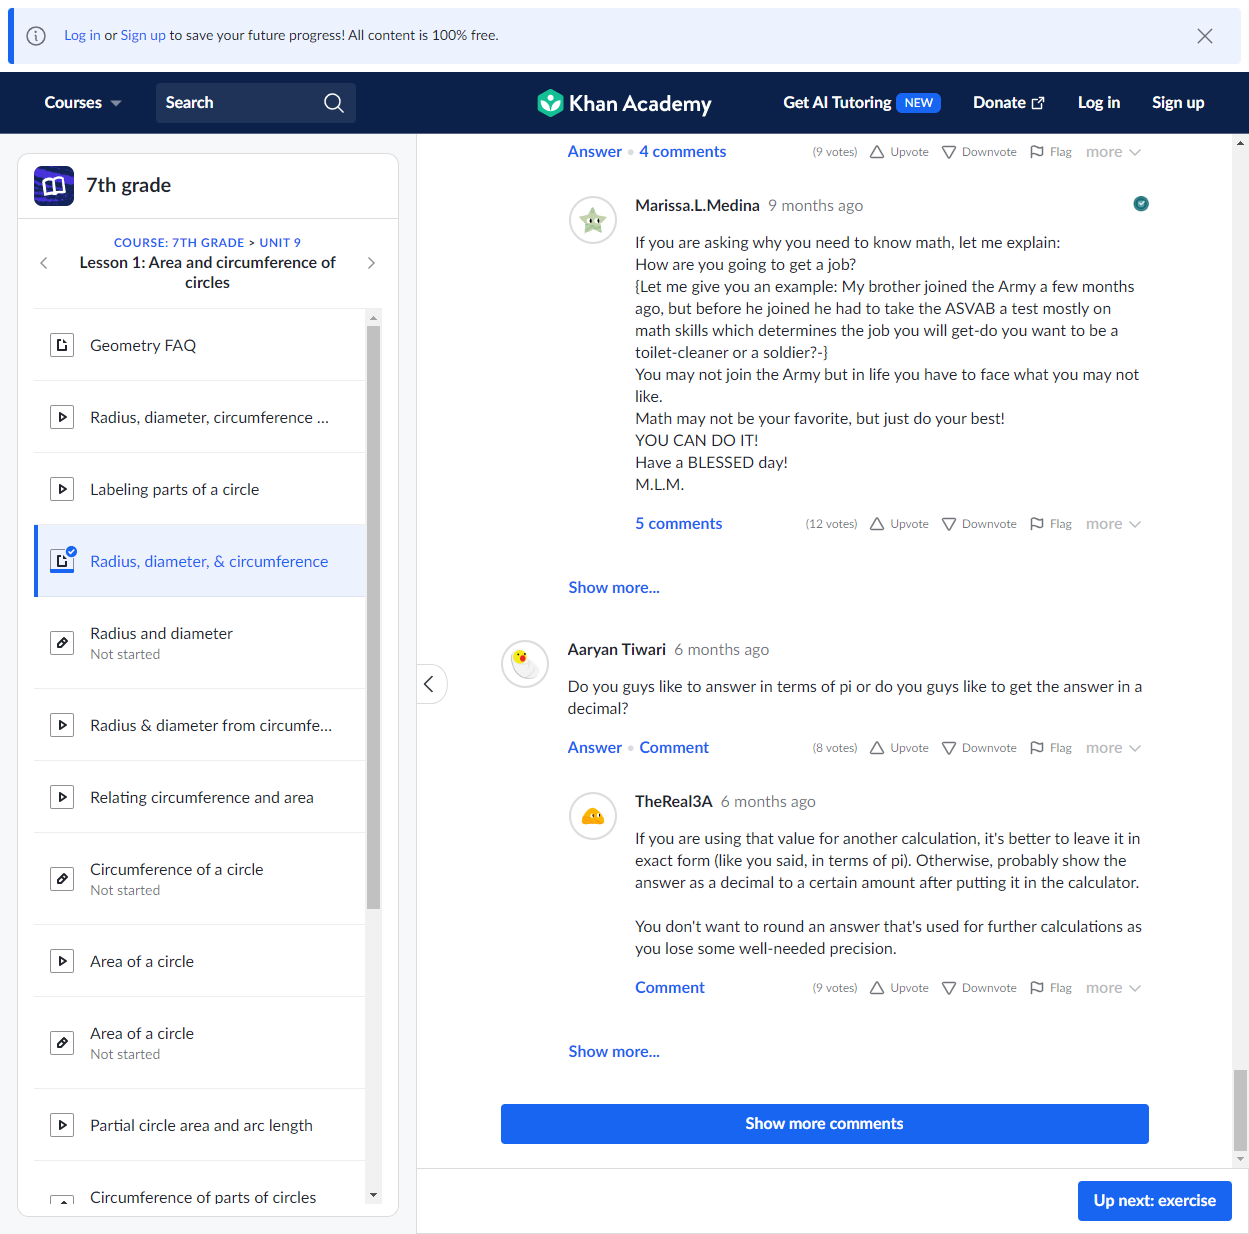 Log in or Sign up to save your future progress! All content is 100% free.
Courses
Search
Khan Academy
Get AI Tutoring NEW
Donate
Log in
Sign up
7th grade
COURSE: 7TH GRADE > UNIT 9
Lesson 1: Area and circumference of
circles
Geometry FAQ
Radius, diameter, circumference ...
Labeling parts of a circle
Radius, diameter, & circumference
Radius and diameter
Not started
Radius & diameter from circumfe...
Relating circumference and area
Circumference of a circle
Not started
Area of a circle
Area of a circle
Not started
Partial circle area and arc length
Circumference of parts of circles
Answer • 4 comments (9 votes) Upvote Downvote Flag more
Marissa.L.Medina 9 months ago
If you are asking why you need to know math, let me explain:
How are you going to get a job?
{Let me give you an example: My brother joined the Army a few months
ago, but before he joined he had to take the ASVAB a test mostly on
math skills which determines the job you will get-do you want to be a
toilet-cleaner or a soldier?-}
You may not join the Army but in life you have to face what you may not
like.
Math may not be your favorite, but just do your best!
YOU CAN DO IT!
Have a BLESSED day!
M.L.M.
5 comments (12 votes) Upvote Downvote Flag more
Show more...
Aaryan Tiwari 6 months ago
Do you guys like to answer in terms of pi or do you guys like to get the answer in a
decimal?
Answer • Comment (8 votes) Upvote Downvote Flag more
TheReal3A 6 months ago
If you are using that value for another calculation, it's better to leave it in
exact form (like you said, in terms of pi). Otherwise, probably show the
answer as a decimal to a certain amount after putting it in the calculator.
You don't want to round an answer that's used for further calculations as
you lose some well-needed precision.
Comment (9 votes) Upvote Downvote Flag more
Show more...
Show more comments
Up next: exercise